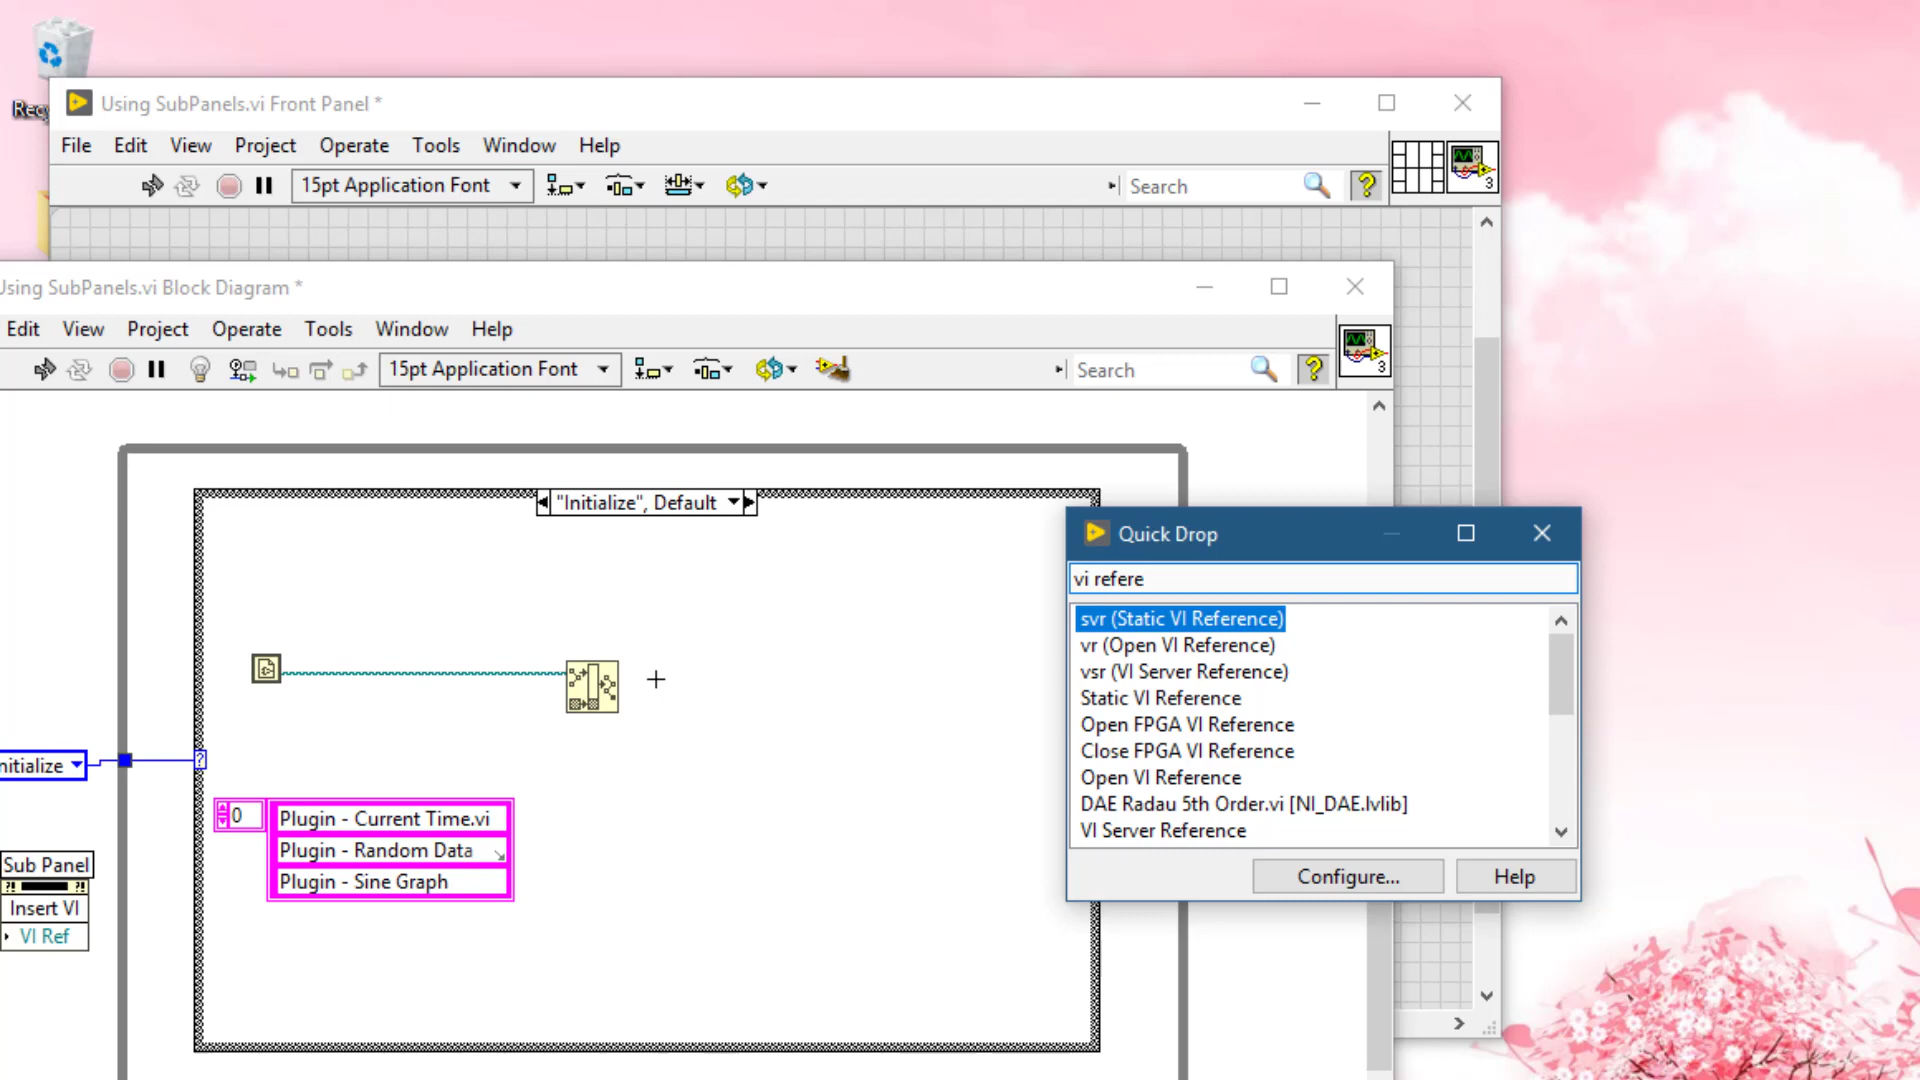 Recy
Using SubPanels.vi Front Panel *
File Edit View Project Operate Tools Window Help
15pt Application Font
Search
?
3
Using SubPanels.vi Block Diagram *
Edit View Project Operate Tools Window Help
15pt Application Font
Search
?
3
"Initialize", Default
Quick Drop
vi refere
svr (Static VI Reference)
vr (Open VI Reference)
vsr (VI Server Reference)
Static VI Reference
Open FPGA VI Reference
Close FPGA VI Reference
Open VI Reference
DAE Radau 5th Order.vi [NI_DAE.lvlib]
VI Server Reference
Configure...
Help
nitialize
?
0
Plugin - Current Time.vi
Plugin - Random Data
Plugin - Sine Graph
Sub Panel
?! ?!
Insert VI
VI Ref